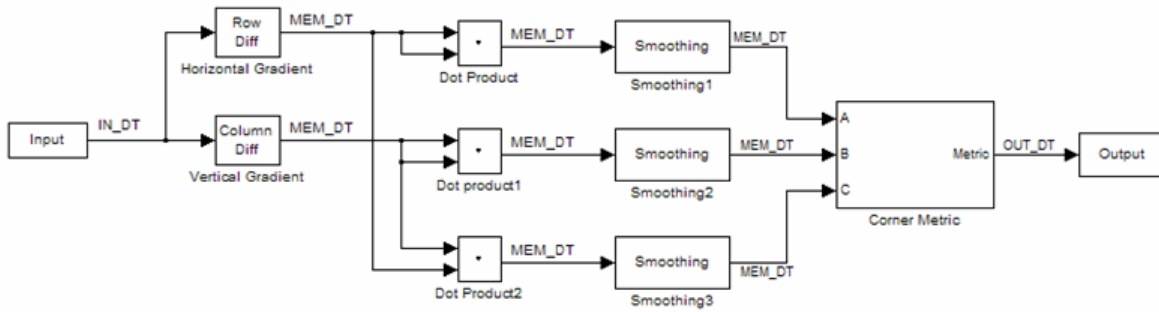 Row
Diff
MEM_DT
Horizontal Gradient
MEM_DT
Dot Product
Smoothing
MEM_DT
Smoothing1
Input
IN_DT
Column
Diff
MEM_DT
Vertical Gradient
MEM_DT
Dot product1
Smoothing
MEM_DT
Smoothing2
A
B
C
Metric
Corner Metric
OUT_DT
Output
MEM_DT
Dot Product2
Smoothing
MEM_DT
Smoothing3